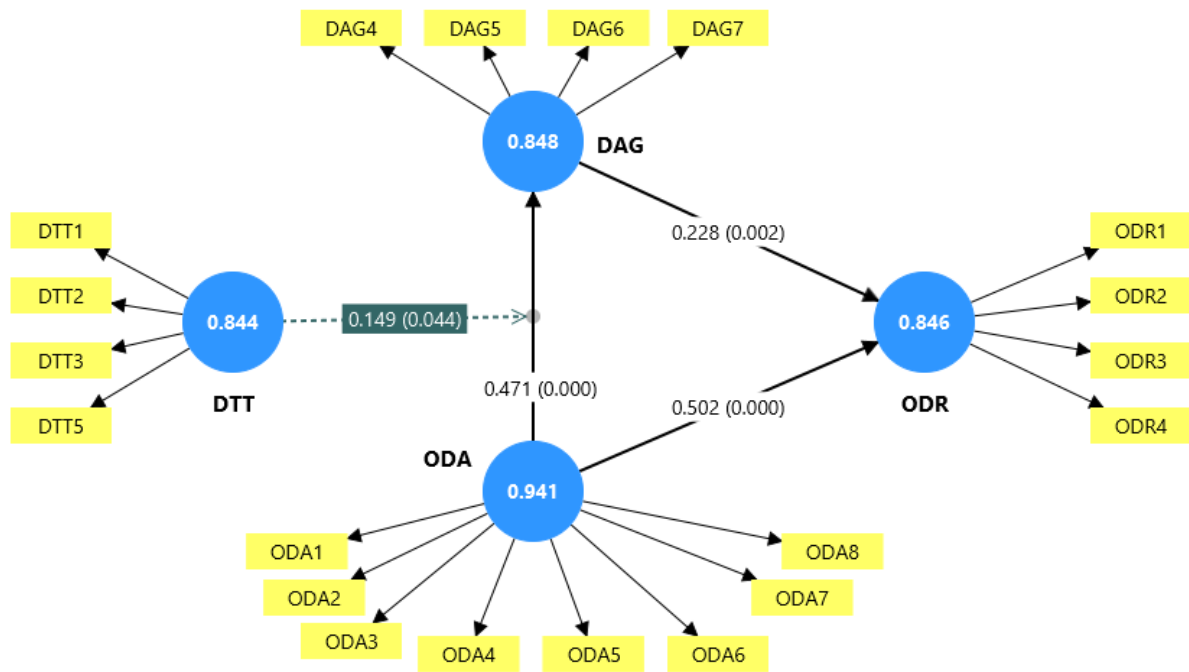 DAG4
DAG5
DAG6
DAG7
0.848
DAG
DTT1
DTT2
DTT3
DTT5
0.844
DTT
0.149 (0.044)
0.228 (0.002)
0.471 (0.000)
0.502 (0.000)
0.846
ODR
ODR1
ODR2
ODR3
ODR4
ODA
0.941
ODA1
ODA2
ODA3
ODA4
ODA5
ODA6
ODA7
ODA8